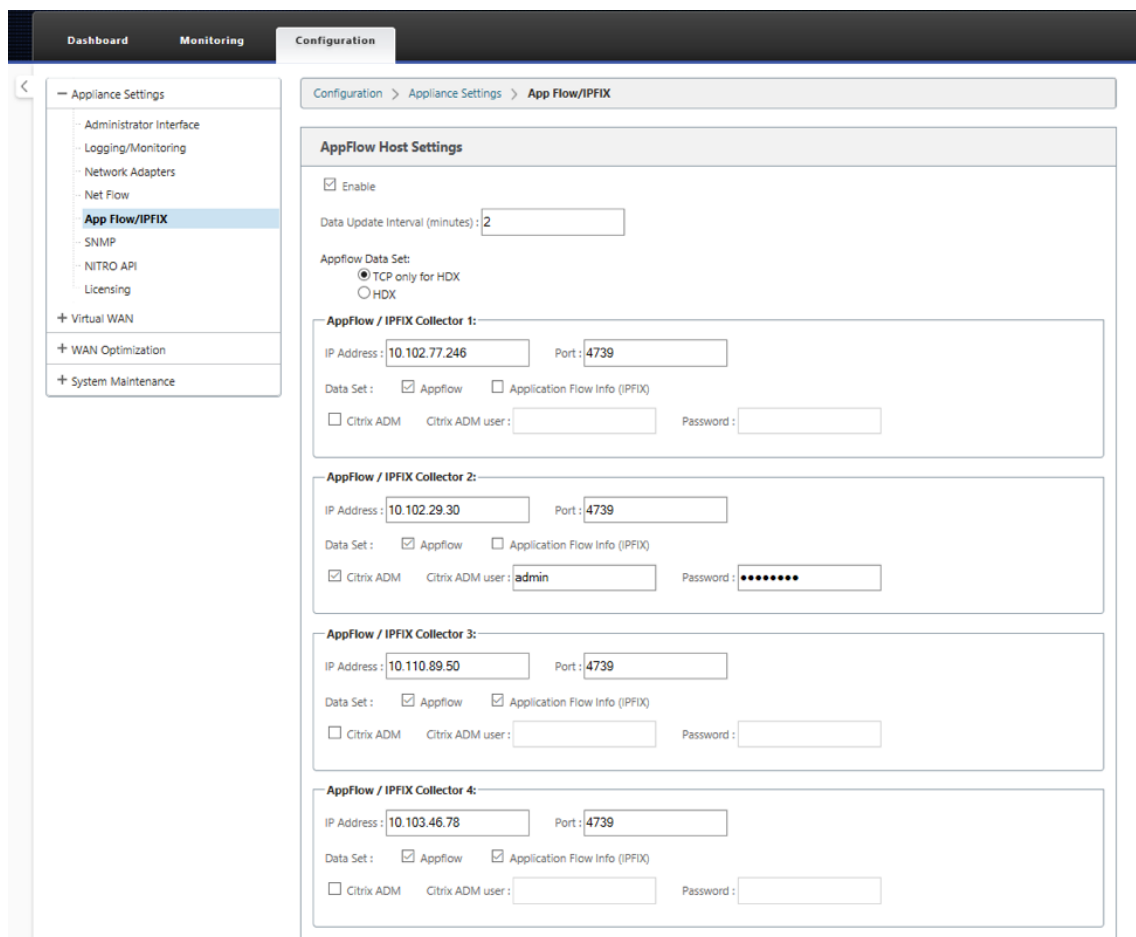 Dashboard Monitoring Configuration
Appliance Settings
Administrator Interface
Logging/Monitoring
Network Adapters
Net Flow
App Flow/IPFIX
SNMP
NITRO API
Licensing
Virtual WAN
WAN Optimization
System Maintenance
Configuration > Appliance Settings > App Flow/IPFIX
AppFlow Host Settings
Enable
Data Update Interval (minutes) : 2
Appflow Data Set:
TCP only for HDX
HDX
AppFlow / IPFIX Collector 1:
IP Address : 10.102.77.246 Port : 4739
Data Set : Appflow Application Flow Info (IPFIX)
Citrix ADM Citrix ADM user : Password :
AppFlow / IPFIX Collector 2:
IP Address : 10.102.29.30 Port : 4739
Data Set : Appflow Application Flow Info (IPFIX)
Citrix ADM Citrix ADM user : admin Password : ●●●●●●●●
AppFlow / IPFIX Collector 3:
IP Address : 10.110.89.50 Port : 4739
Data Set : Appflow Application Flow Info (IPFIX)
Citrix ADM Citrix ADM user : Password :
AppFlow / IPFIX Collector 4:
IP Address : 10.103.46.78 Port : 4739
Data Set : Appflow Application Flow Info (IPFIX)
Citrix ADM Citrix ADM user : Password :